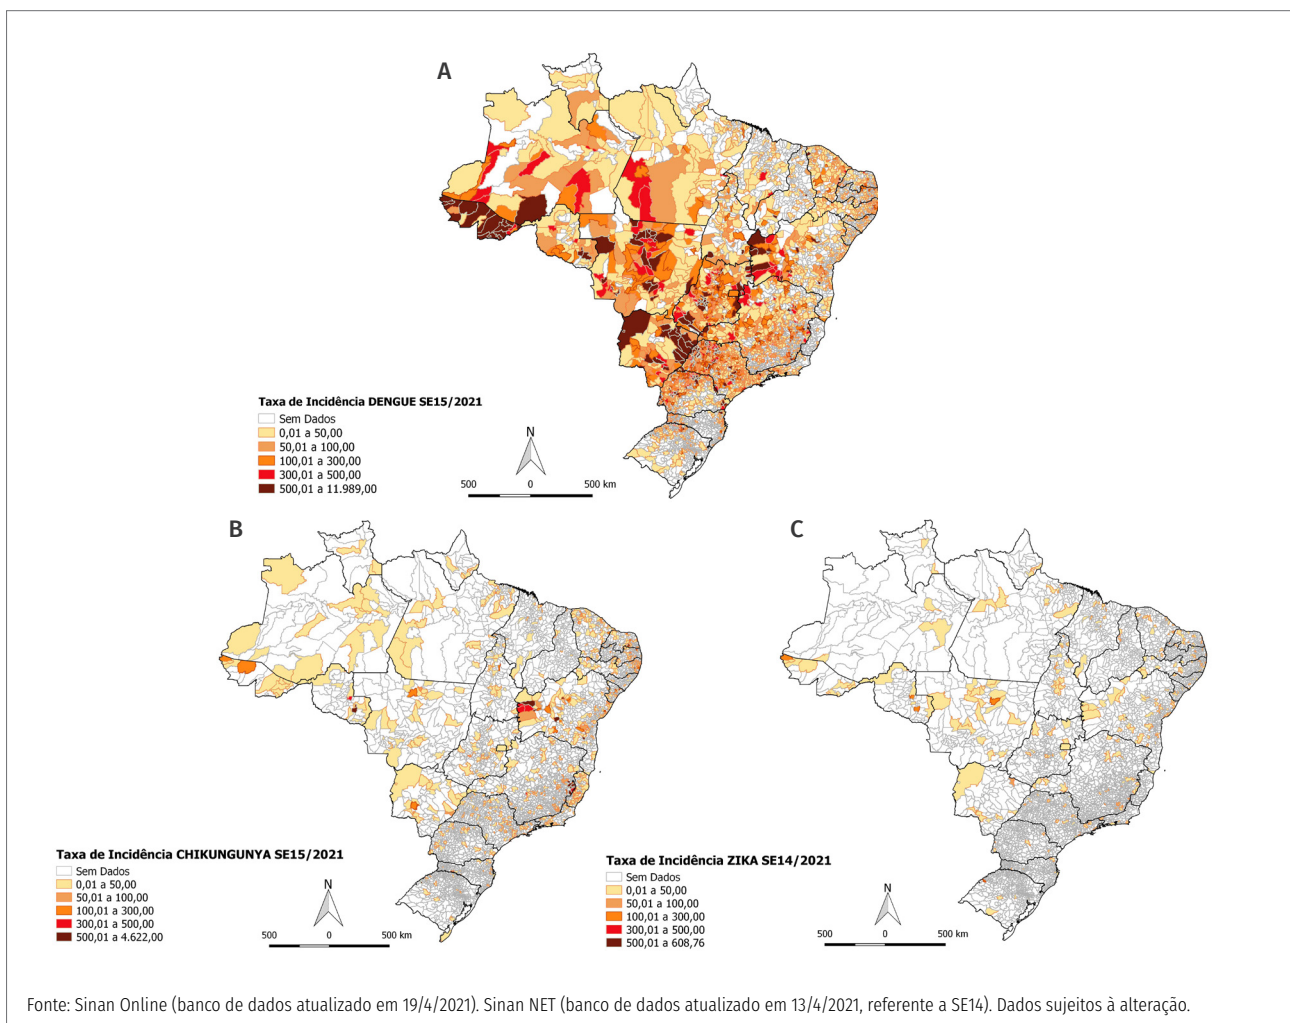 A
N
Taxa de Incidência DENGUE SE15/2021
Sem Dados
0,01 a 50,00
50,01 a 100,00
100,01 a 300,00
300,01 a 500,00
500,01 a 11.989,00
500 0 500 km
B
C
Taxa de Incidência CHIKUNGUNYA SE15/2021
Sem Dados
0,01 a 50,00
50,01 a 100,00
100,01 a 300,00
300,01 a 500,00
500,01 a 4.622,00
N
500 0 500 km
Taxa de Incidência ZIKA SE14/2021
Sem Dados
0,01 a 50,00
50,01 a 100,00
100,01 a 300,00
300,01 a 500,00
500,01 a 608,76
N
500 0 500 km
Fonte: Sinan Online (banco de dados atualizado em 19/4/2021). Sinan NET (banco de dados atualizado em 13/4/2021, referente a SE14). Dados sujeitos à alteração.